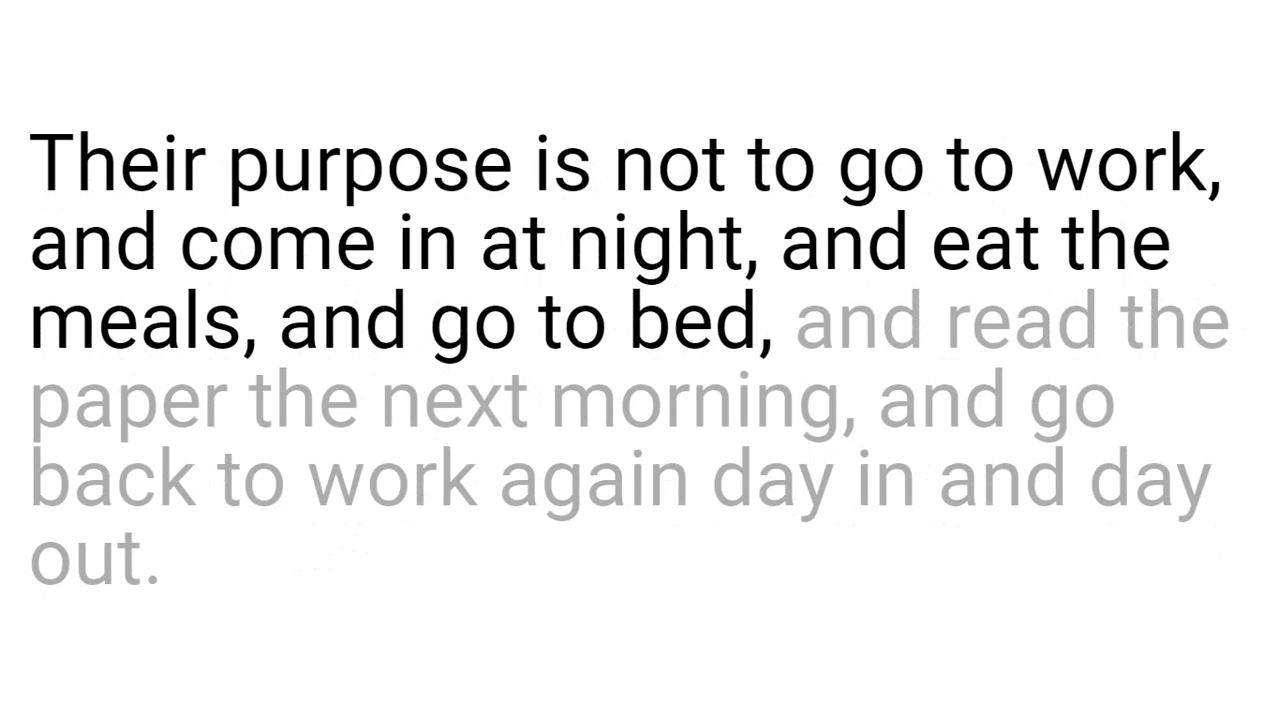 Their purpose is not to go to work,
and come in at night, and eat the
meals, and go to bed, and read the
paper the next morning, and go
back to work again day in and day
out.